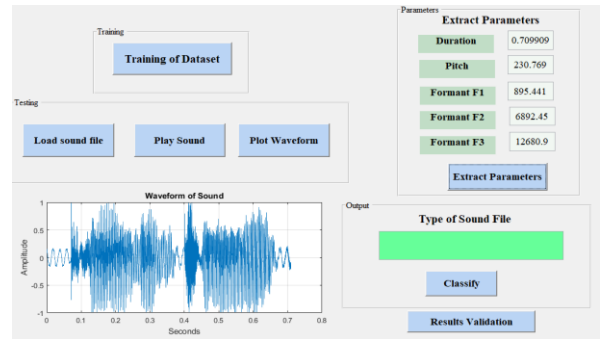 Training
Training of Dataset
Testing
Load sound file
Play Sound
Plot Waveform
Waveform of Sound
Amplitude
1
0.5
0
-0.5
-1
0 0.1 0.2 0.3 0.4 0.5 0.6 0.7 0.8
Seconds
Parameters
Extract Parameters
Duration 0.709909
Pitch 230.769
Formant F1 895.441
Formant F2 6892.45
Formant F3 12680.9
Extract Parameters
Output
Type of Sound File
Classify
Results Validation